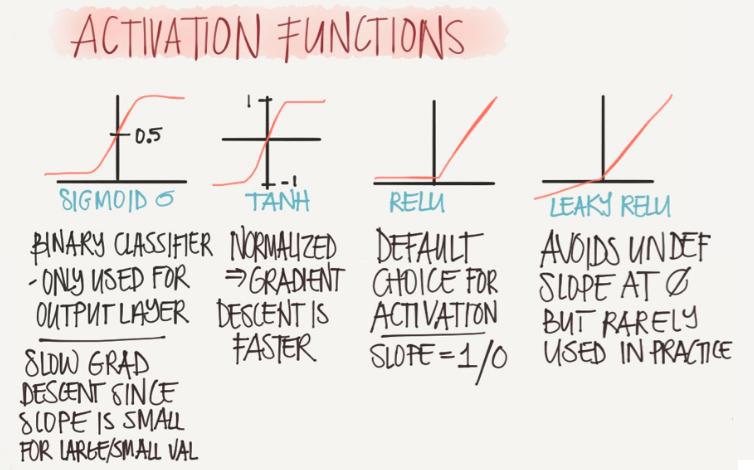 ACTIVATION FUNCTIONS
0.5
SIGMOID σ
BINARY CLASSIFIER
- ONLY USED FOR
OUTPUT LAYER
SLOW GRAD
DESCENT SINCE
SLOPE IS SMALL
FOR LARGE/SMALL VAL
1
-1
TANH
NORMALIZED
⇒ GRADIENT
DESCENT IS
FASTER
RELU
DEFAULT
CHOICE FOR
ACTIVATION
SLOPE = 1/0
LEAKY RELU
AVOIDS UNDEF
SLOPE AT Ø
BUT RARELY
USED IN PRACTICE